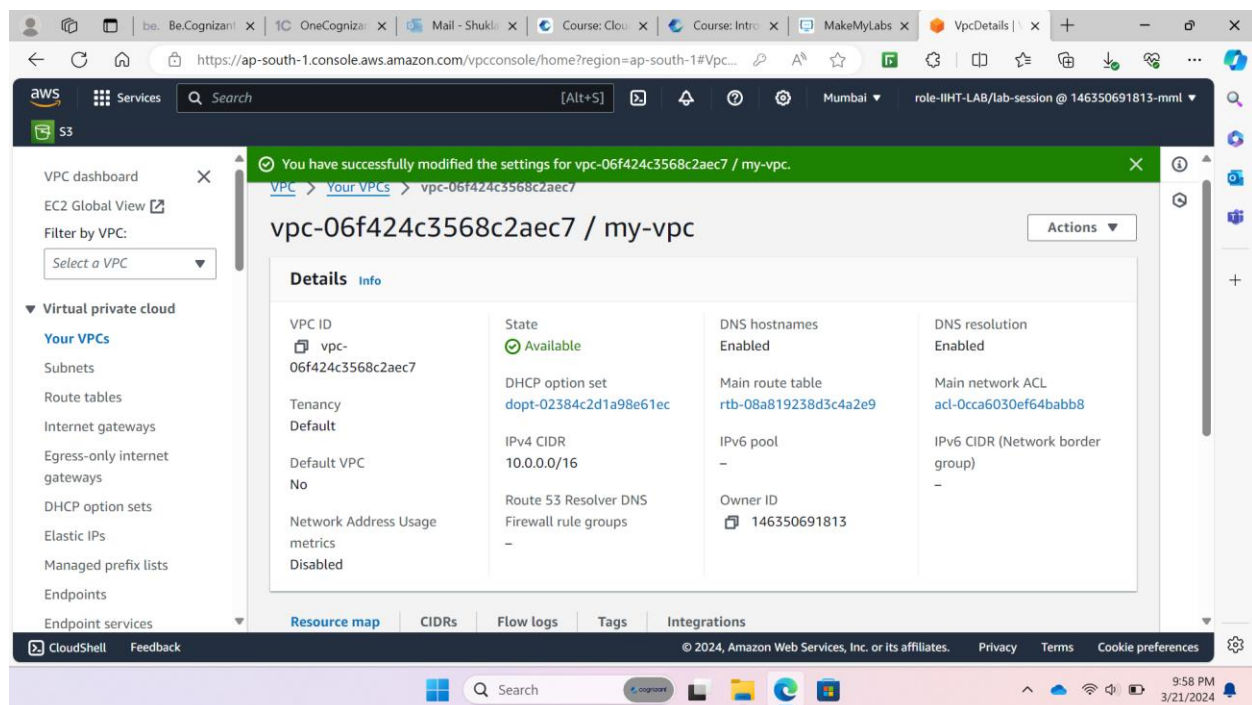 be. Be.Cognizant
1C OneCognizar
Mail - Shukla
Course: Clou
Course: Intro
MakeMyLabs
VpcDetails | V
https://ap-south-1.console.aws.amazon.com/vpcconsole/home?region=ap-south-1#Vpc...
aws
Services
Search
[Alt+S]
Mumbai ▼
role-IIHT-LAB/lab-session @ 146350691813-mml ▼
S3
VPC dashboard
EC2 Global View
Filter by VPC:
Select a VPC
Virtual private cloud
Your VPCs
Subnets
Route tables
Internet gateways
Egress-only internet
gateways
DHCP option sets
Elastic IPs
Managed prefix lists
Endpoints
Endpoint services
You have successfully modified the settings for vpc-06f424c3568c2aec7 / my-vpc.
VPC > Your VPCs > vpc-06f424c3568c2aec7
vpc-06f424c3568c2aec7 / my-vpc
Actions ▼
Details Info
VPC ID
vpc-
06f424c3568c2aec7
State
Available
DNS hostnames
Enabled
DNS resolution
Enabled
Tenancy
Default
DHCP option set
dopt-02384c2d1a98e61ec
Main route table
rtb-08a819238d3c4a2e9
Main network ACL
acl-0cca6030ef64babb8
Default VPC
No
IPv4 CIDR
10.0.0.0/16
IPv6 pool
–
IPv6 CIDR (Network border
group)
–
Network Address Usage
metrics
Disabled
Route 53 Resolver DNS
Firewall rule groups
–
Owner ID
146350691813
Resource map
CIDRs
Flow logs
Tags
Integrations
CloudShell
Feedback
© 2024, Amazon Web Services, Inc. or its affiliates.
Privacy
Terms
Cookie preferences
Search
cognizant
9:58 PM
3/21/2024